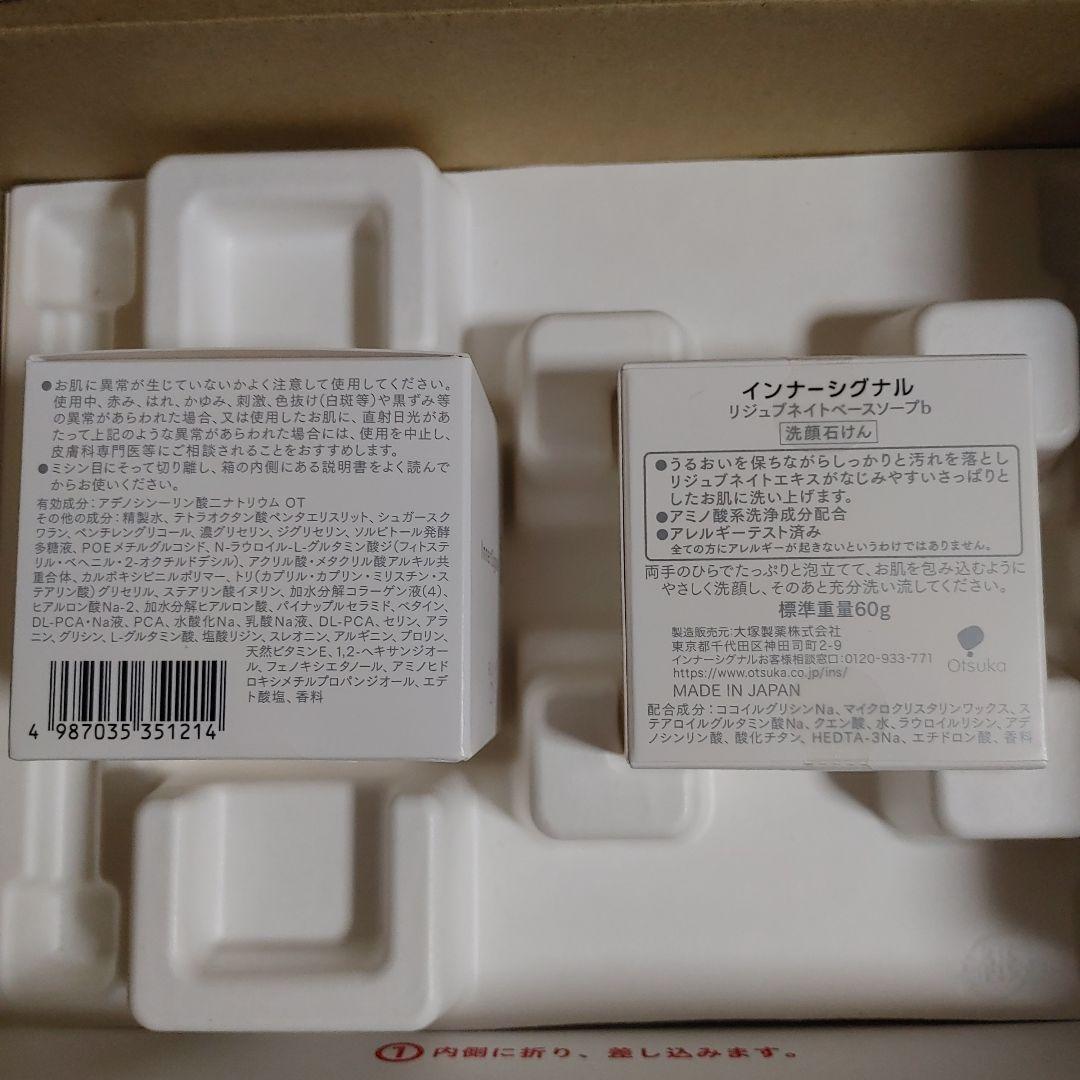 ●お肌に異常が生じていないかよく注意して使用してください。
使用中、赤み、はれ、かゆみ、刺激、色抜け(白斑等)や黒ずみ等
の異常があらわれた場合、又は使用したお肌に、直射日光があ
たって上記のような異常があらわれた場合には、使用を中止し、
皮膚科専門医等にご相談されることをおすすめします。
●ミシン目にそって切り離し、箱の内側にある説明書をよく読んで
からお使いください。
有効成分:アデノシン一リン酸二ナトリウム OT
その他の成分:精製水、テトラオクタン酸ペンタエリスリット、シュガースク
ワラン、ペンチレングリコール、濃グリセリン、ジグリセリン、ソルビトール発酵
多糖液、POEメチルグルコシド、N-ラウロイル-L-グルタミン酸ジ(フィトステ
リル・ベヘニル・2-オクチルドデシル)、アクリル酸・メタクリル酸アルキル共
重合体、カルボキシビニルポリマー、トリ(カプリル・カプリン・ミリスチン・ス
テアリン酸)グリセリル、ステアリン酸イヌリン、加水分解コラーゲン液(4)、
ヒアルロン酸Na-2、加水分解ヒアルロン酸、パイナップルセラミド、ベタイン、
DL-PCA・Na液、PCA、水酸化Na、乳酸Na液、DL-PCA、セリン、アラ
ニン、グリシン、L-グルタミン酸、塩酸リジン、スレオニン、アルギニン、プロリン、
天然ビタミンE、1,2-ヘキサンジオー
ル、フェノキシエタノール、アミノヒド
ロキシメチルプロパンジオール、エデ
ト酸塩、香料
4 987035 351214
インナーシグナル
リジュブネイトベースソープb
洗顔石けん
●うるおいを保ちながらしっかりと汚れを落とし
リジュブネイトエキスがなじみやすいさっぱりと
したお肌に洗い上げます。
●アミノ酸系洗浄成分配合
●アレルギーテスト済み
全ての方にアレルギーが起きないというわけではありません。
両手のひらでたっぷりと泡立てて、お肌を包み込むように
やさしく洗顔し、そのあと充分洗い流してください。
標準重量60g
製造販売元:大塚製薬株式会社
東京都千代田区神田司町2-9
インナーシグナルお客様相談窓口:0120-933-771
https://www.otsuka.co.jp/ins/
MADE IN JAPAN
Otsuka
配合成分:ココイルグリシンNa、マイクロクリスタリンワックス、ス
テアロイルグルタミン酸Na、クエン酸、水、ラウロイルリシン、アデ
ノシンリン酸、酸化チタン、HEDTA-3Na、エチドロン酸、香料
①内側に折り、差し込みます。